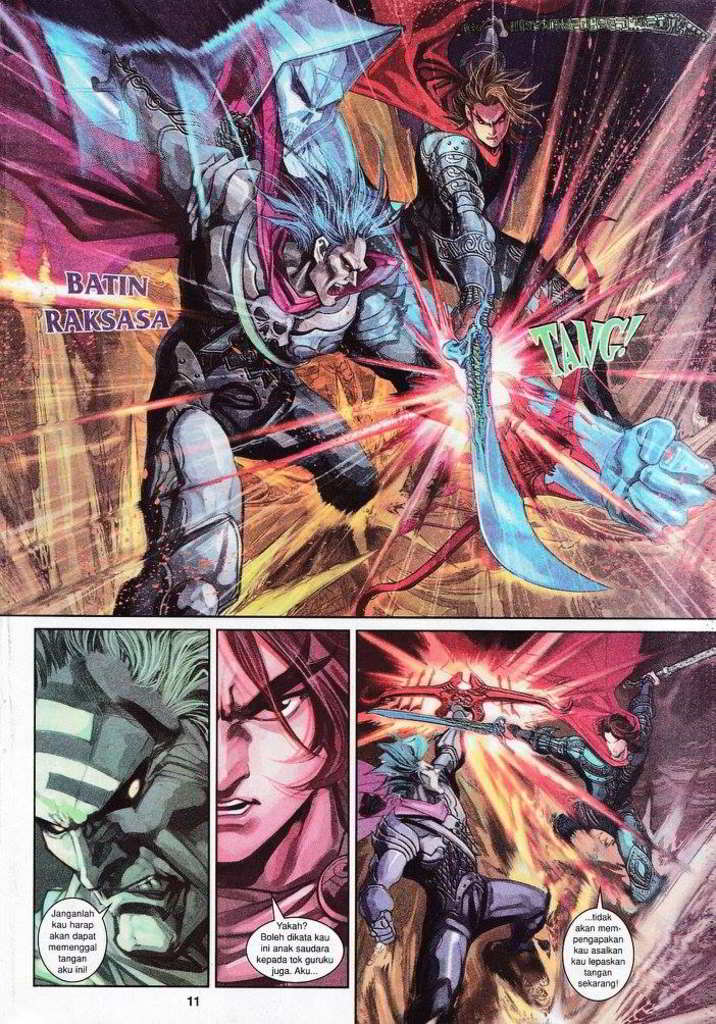 BATIN
RAKSASA
TANG!
Janganlah
kau harap
akan dapat
memenggal
tangan
aku ini!
Yakah?
Boleh dikata kau
ini anak saudara
kepada tok guruku
juga. Aku...
...tidak
akan mem-
pengapakan
kau asalkan
kau lepaskan
tangan
sekarang!
11